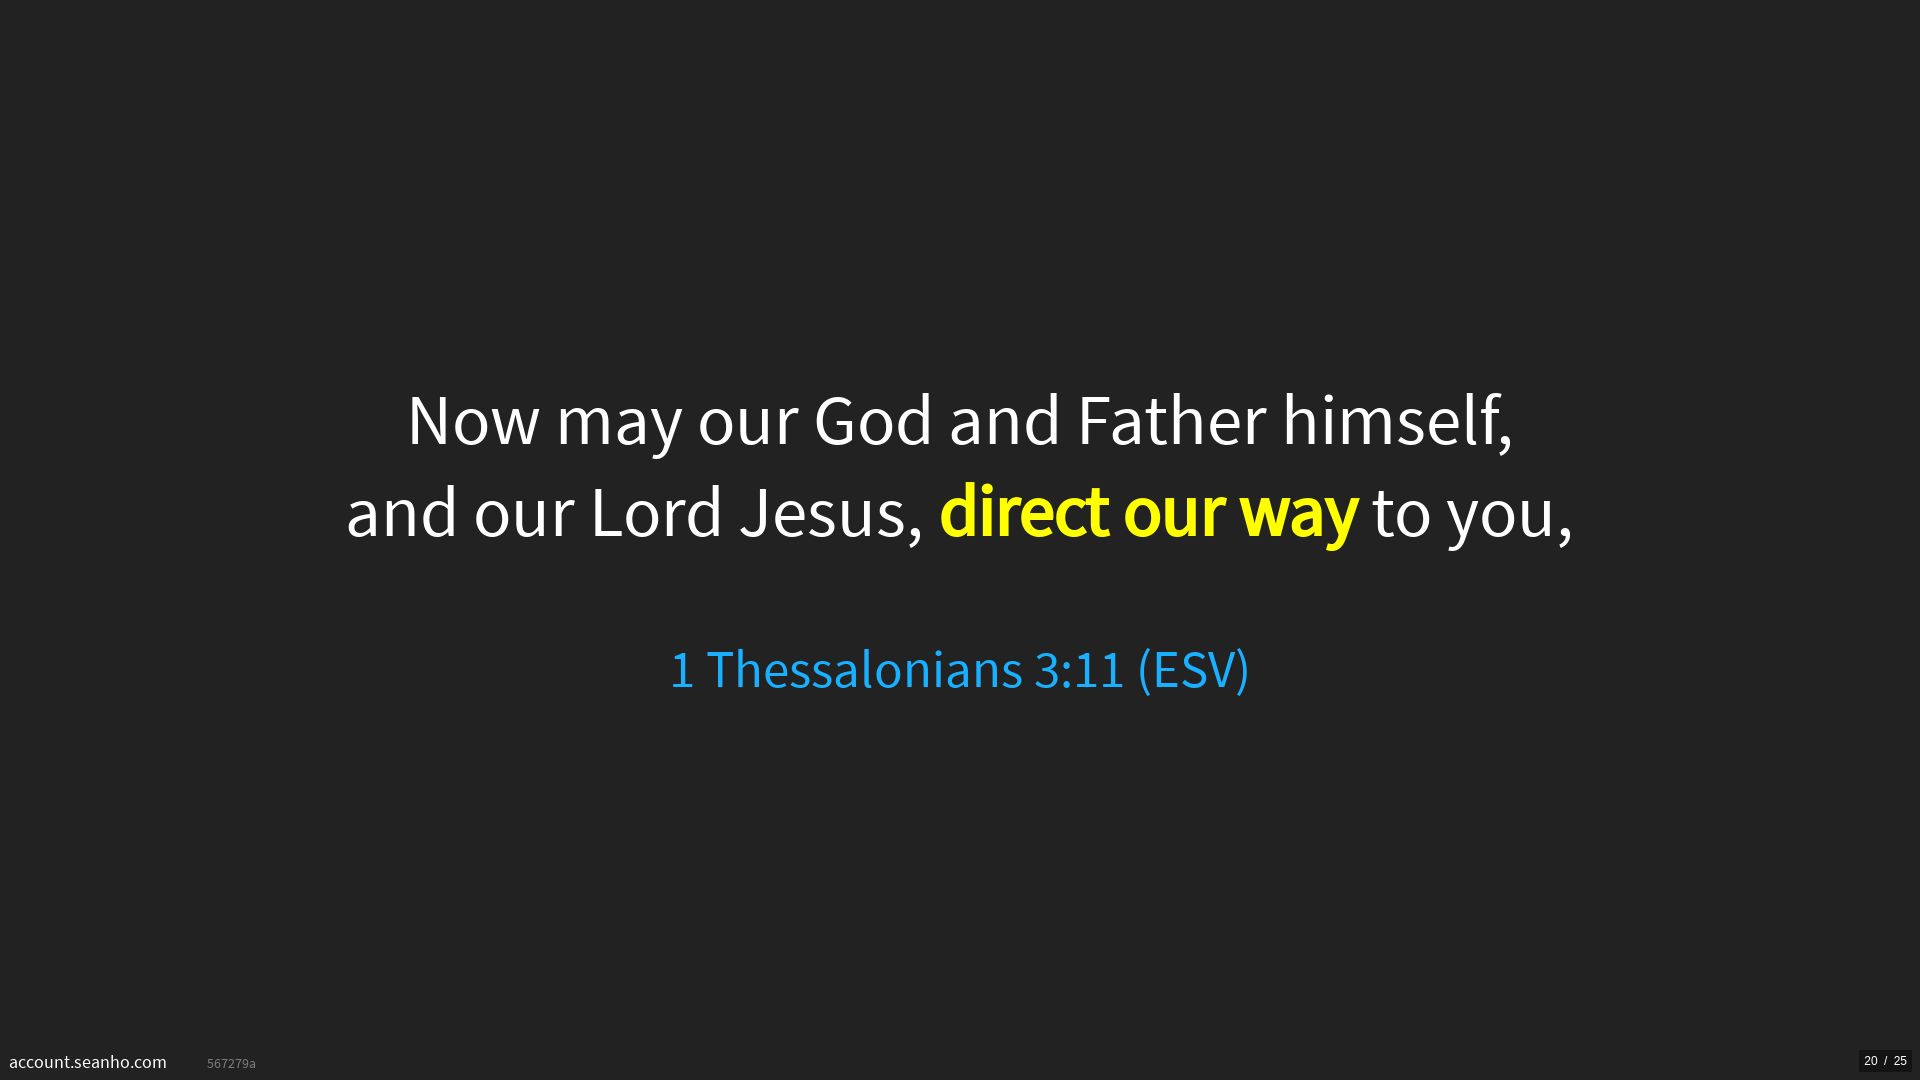 Now may our God and Father himself,
and our Lord Jesus, direct our way to you,
1 Thessalonians 3:11 (ESV)
account.seanho.com 567279a
20 / 25